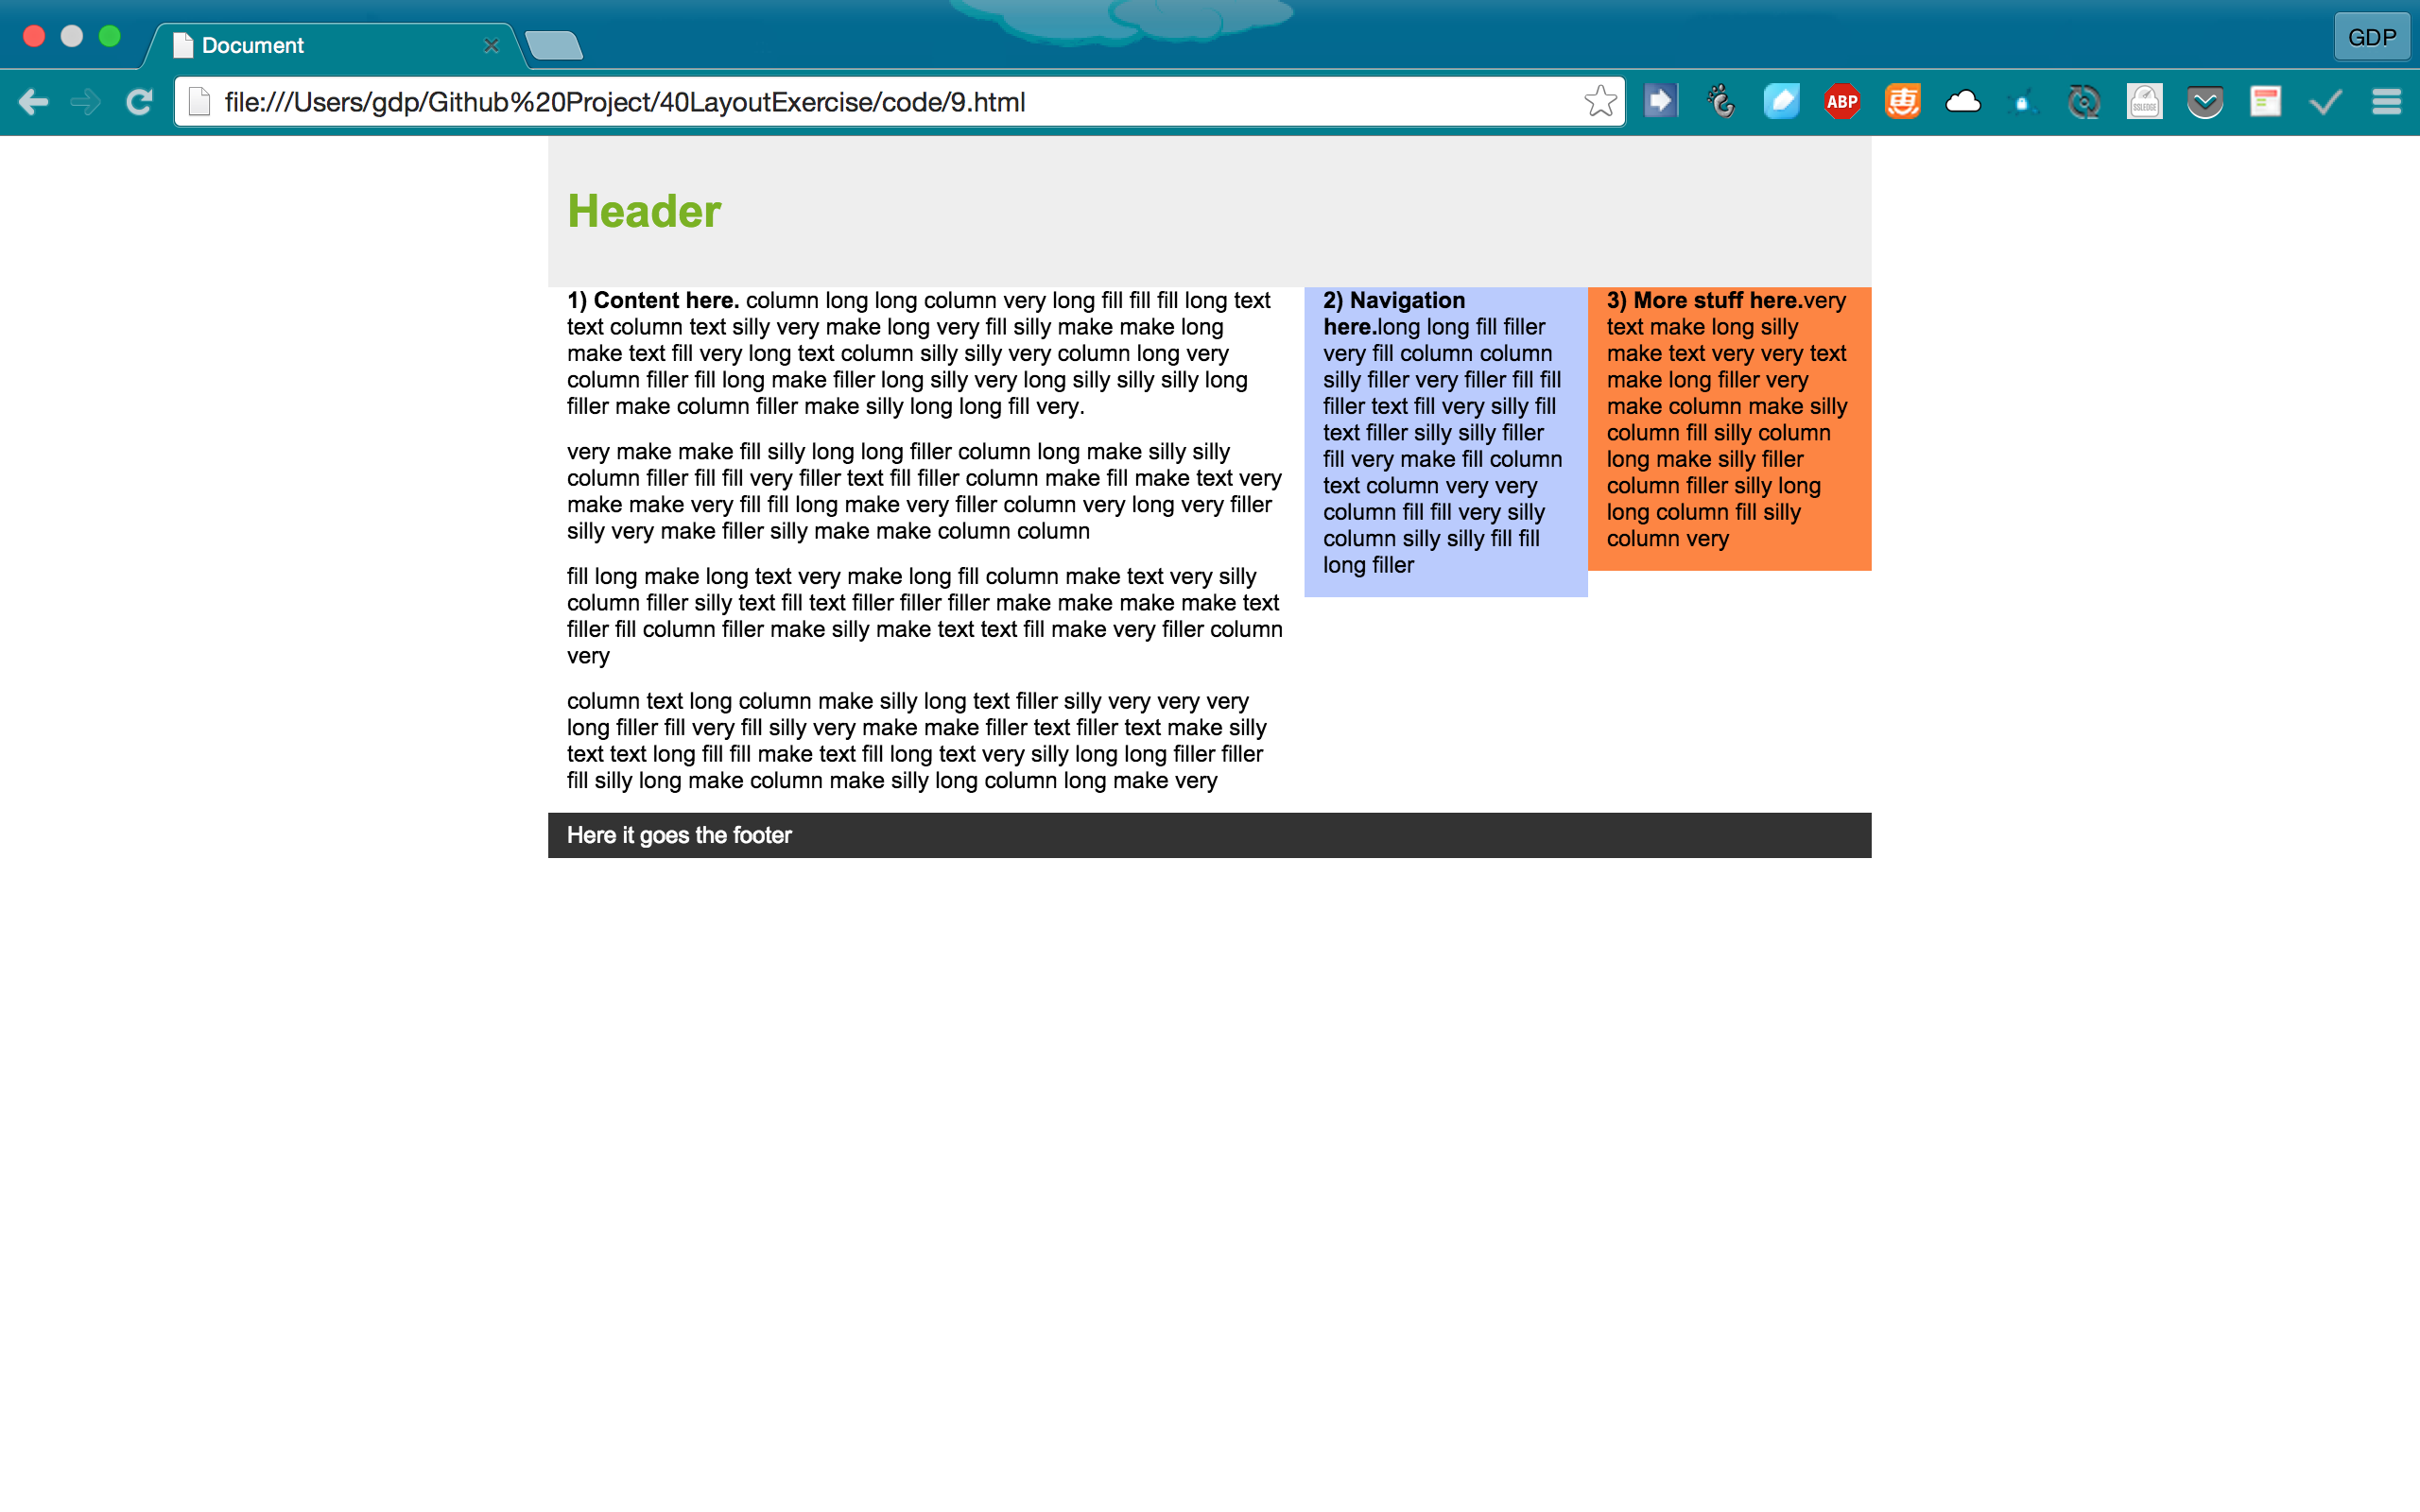 Document
GDP
file:///Users/gdp/Github%20Project/40LayoutExercise/code/9.html
ABP
惠
Header
1) Content here. column long long column very long fill fill fill long text
text column text silly very make long very fill silly make make long
make text fill very long text column silly silly very column long very
column filler fill long make filler long silly very long silly silly silly long
filler make column filler make silly long long fill very.
very make make fill silly long long filler column long make silly silly
column filler fill fill very filler text fill filler column make fill make text very
make make very fill fill long make very filler column very long very filler
silly very make filler silly make make column column
fill long make long text very make long fill column make text very silly
column filler silly text fill text filler filler filler make make make make text
filler fill column filler make silly make text text fill make very filler column
very
column text long column make silly long text filler silly very very very
long filler fill very fill silly very make make filler text filler text make silly
text text long fill fill make text fill long text very silly long long filler filler
fill silly long make column make silly long column long make very
2) Navigation
here.long long fill filler
very fill column column
silly filler very filler fill fill
filler text fill very silly fill
text filler silly silly filler
fill very make fill column
text column very very
column fill fill very silly
column silly silly fill fill
long filler
3) More stuff here.very
text make long silly
make text very very text
make long filler very
make column make silly
column fill silly column
long make silly filler
column filler silly long
long column fill silly
column very
Here it goes the footer